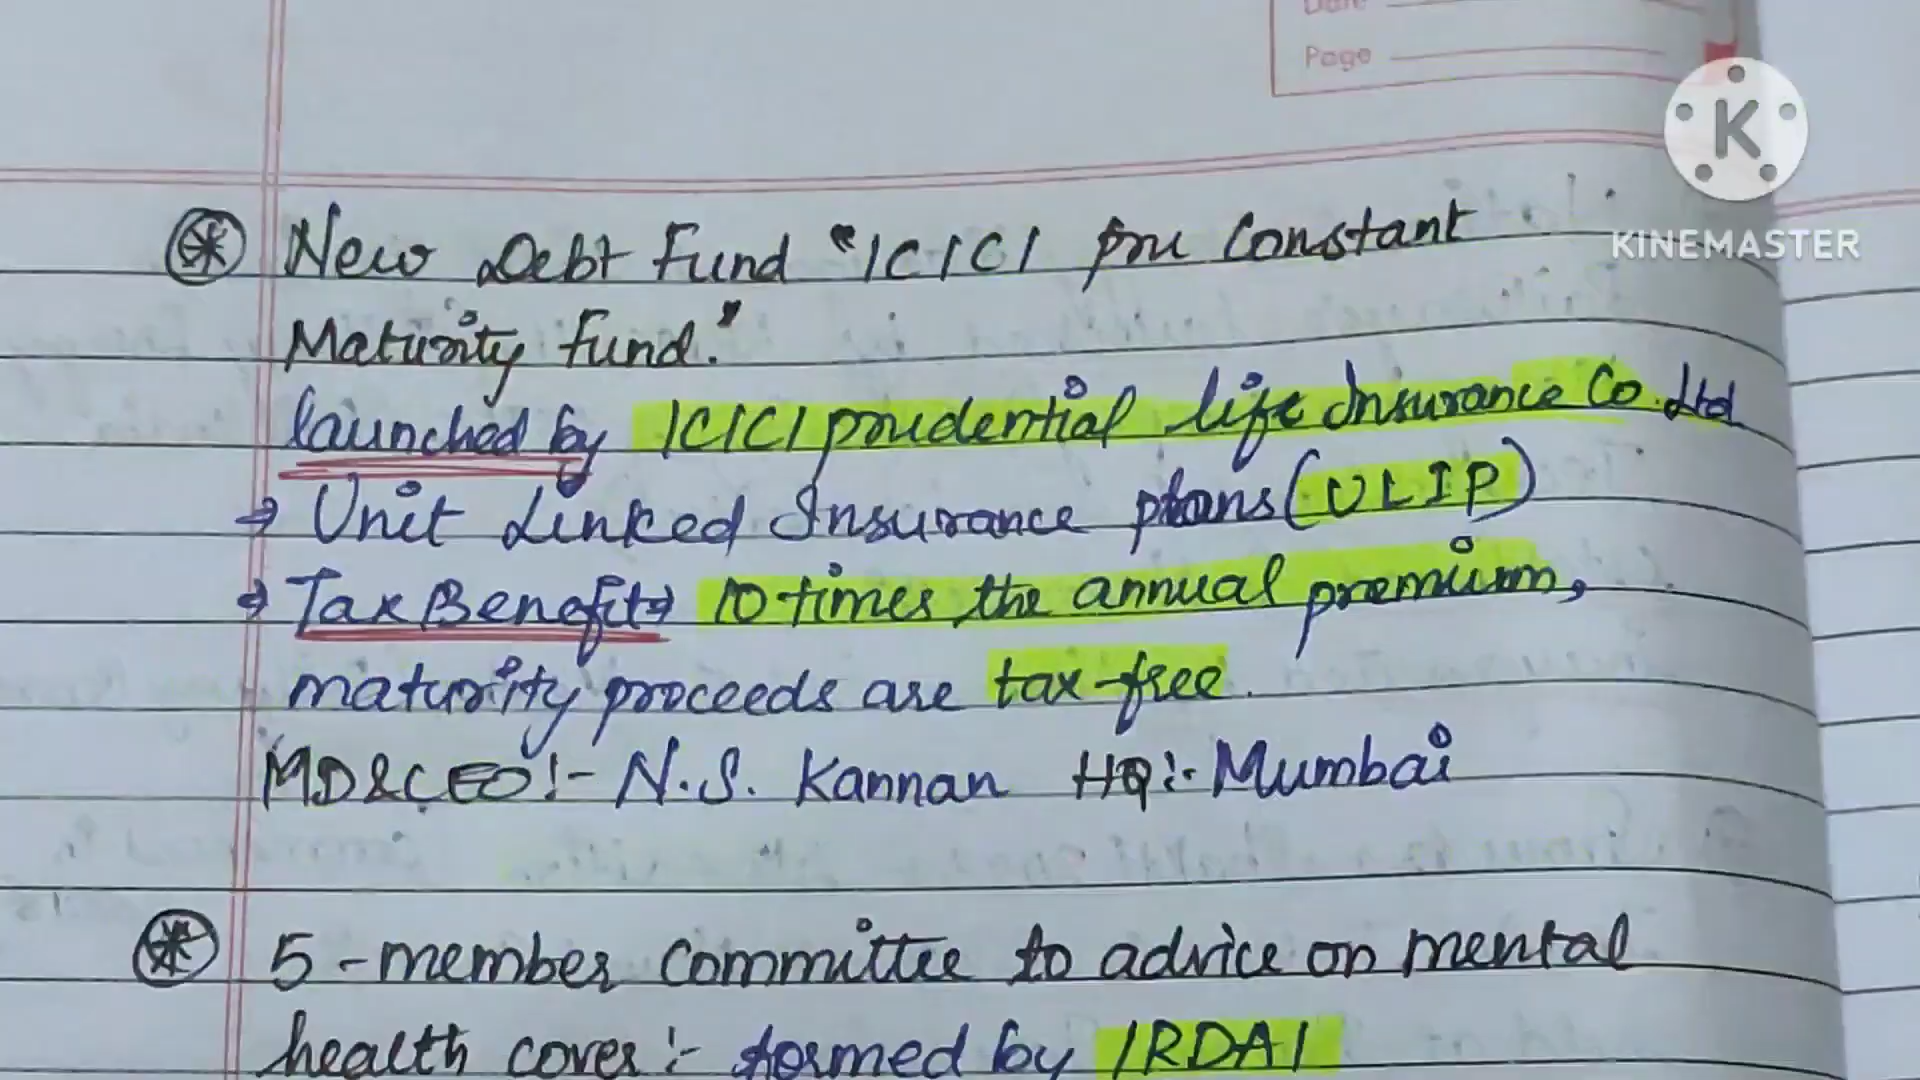 Date
Page
K
KINEMASTER
New Debt Fund "ICICI pru Constant
Maturity fund."
launched by ICICI prudential life Insurance Co. Ltd
→ Unit Linked Insurance plans (ULIP)
→ Tax Benefit→ 10 times the annual premium,
maturity proceeds are tax-free.
MD&CEO:- N.S. Kannan HQ:- Mumbai
5-member committee to advice on mental
health cover:- formed by IRDAI